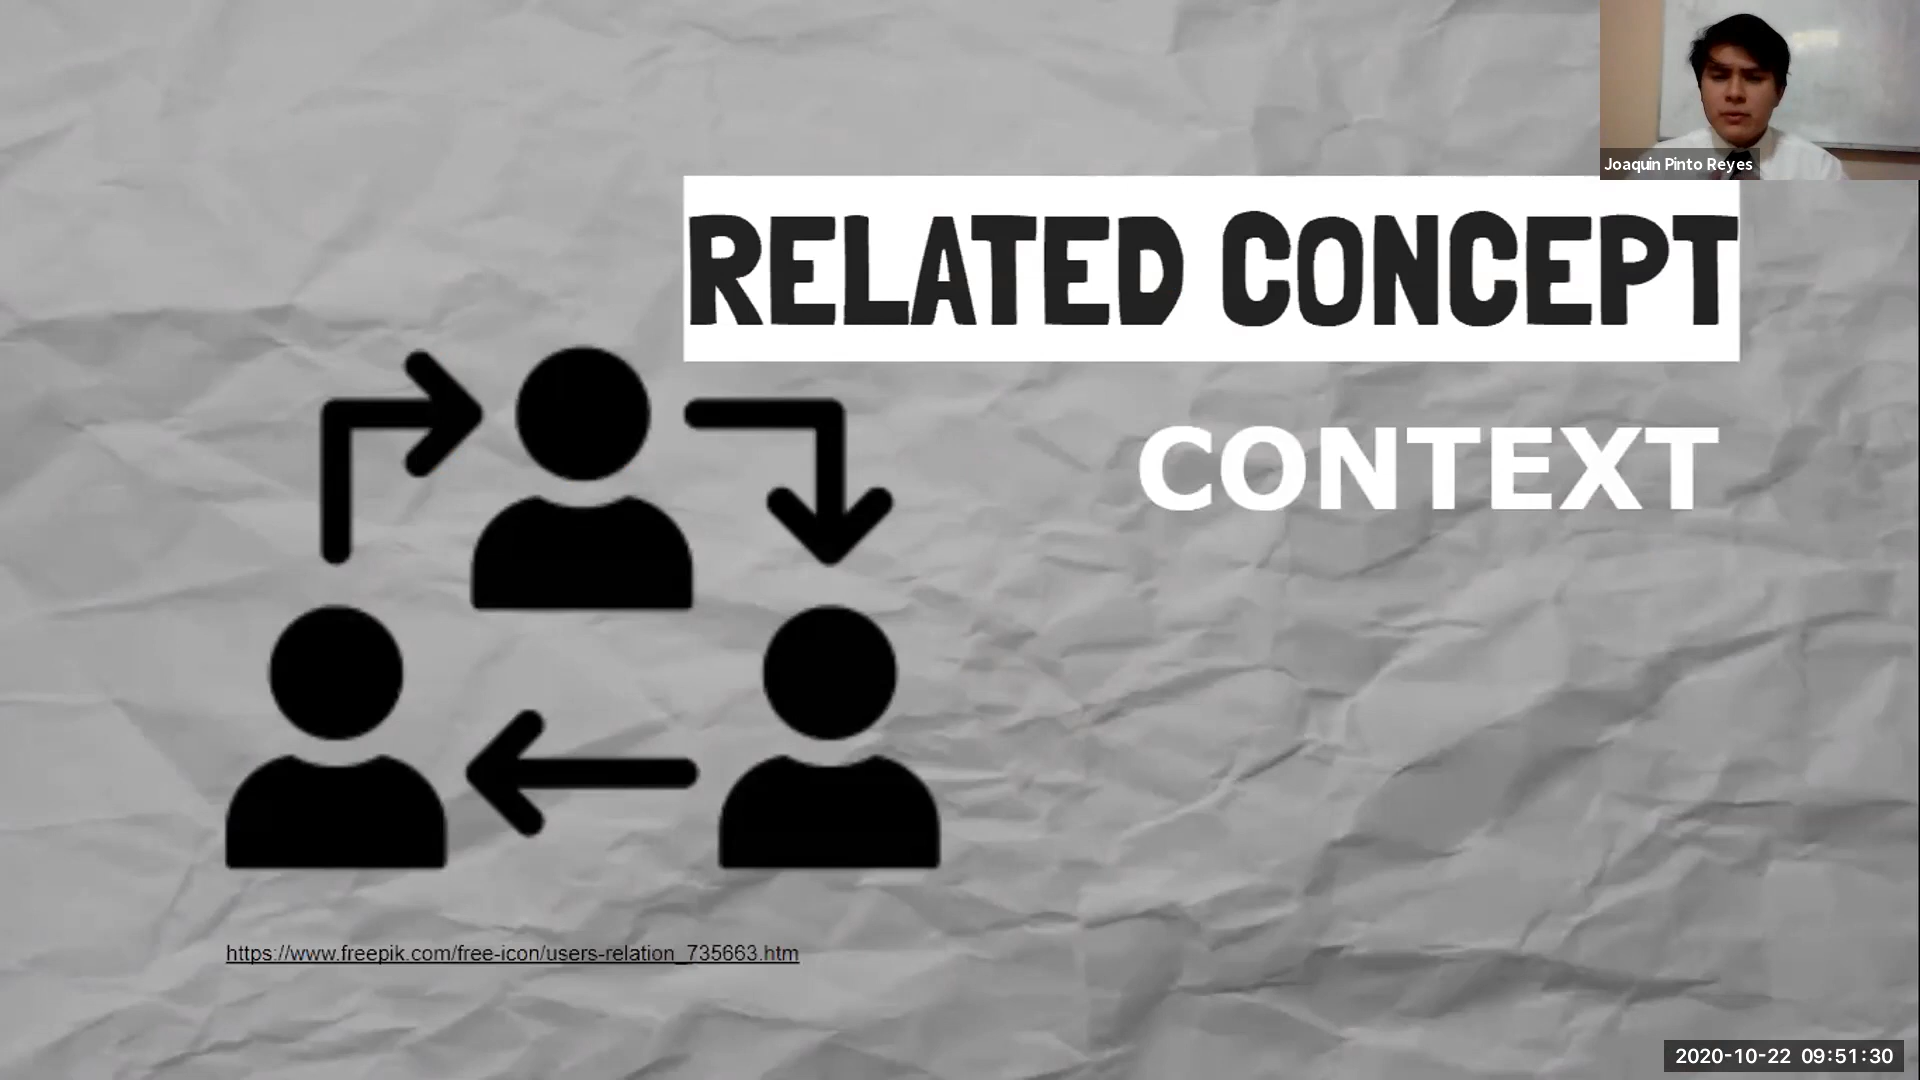 Joaquin Pinto Reyes
RELATED CONCEPT
CONTEXT
https://www.freepik.com/free-icon/users-relation_735663.htm
2020-10-22 09:51:30